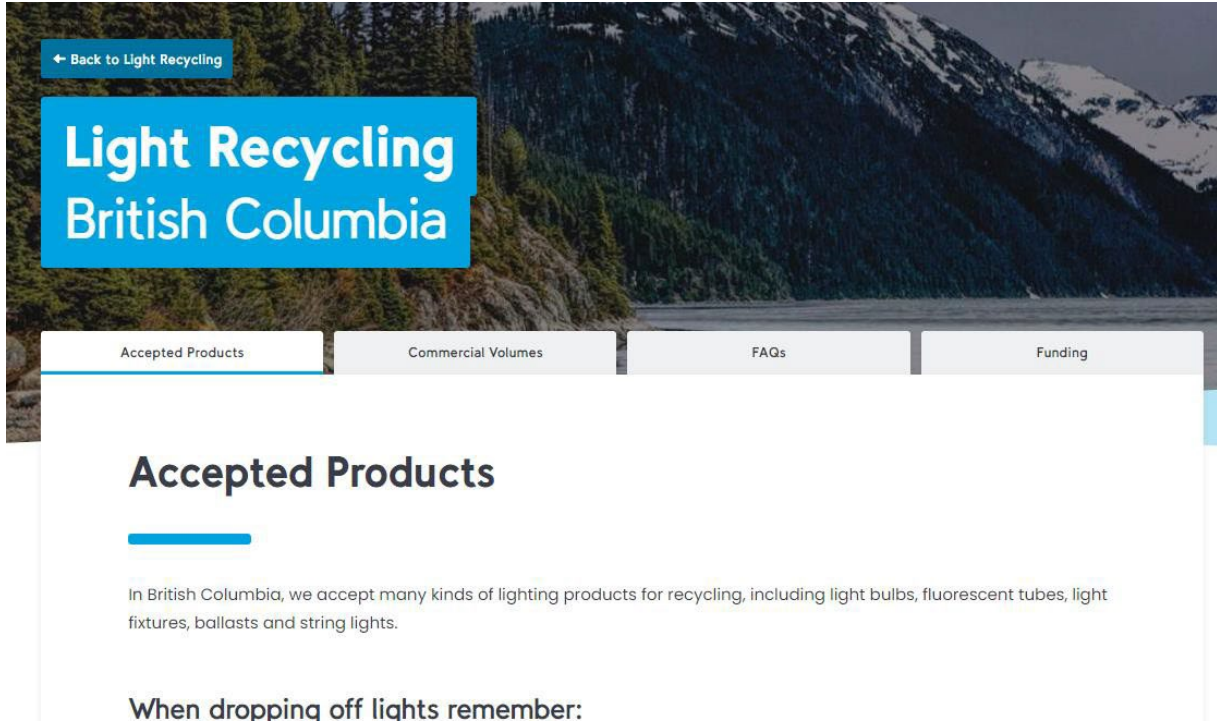 ← Back to Light Recycling
Light Recycling
British Columbia
Accepted Products
Commercial Volumes
FAQs
Funding
Accepted Products
In British Columbia, we accept many kinds of lighting products for recycling, including light bulbs, fluorescent tubes, light
fixtures, ballasts and string lights.
When dropping off lights remember: